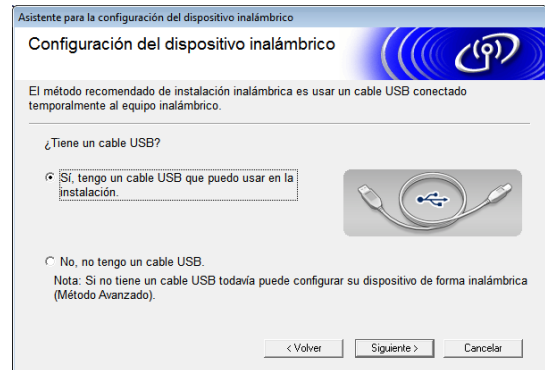 Asistente para la configuración del dispositivo inalámbrico
Configuración del dispositivo inalámbrico
El método recomendado de instalación inalámbrica es usar un cable USB conectado
temporalmente al equipo inalámbrico.
¿Tiene un cable USB?
Sí, tengo un cable USB que puedo usar en la
instalación.
No, no tengo un cable USB.
Nota: Si no tiene un cable USB todavía puede configurar su dispositivo de forma inalámbrica
(Método Avanzado).
< Volver
Siguiente >
Cancelar